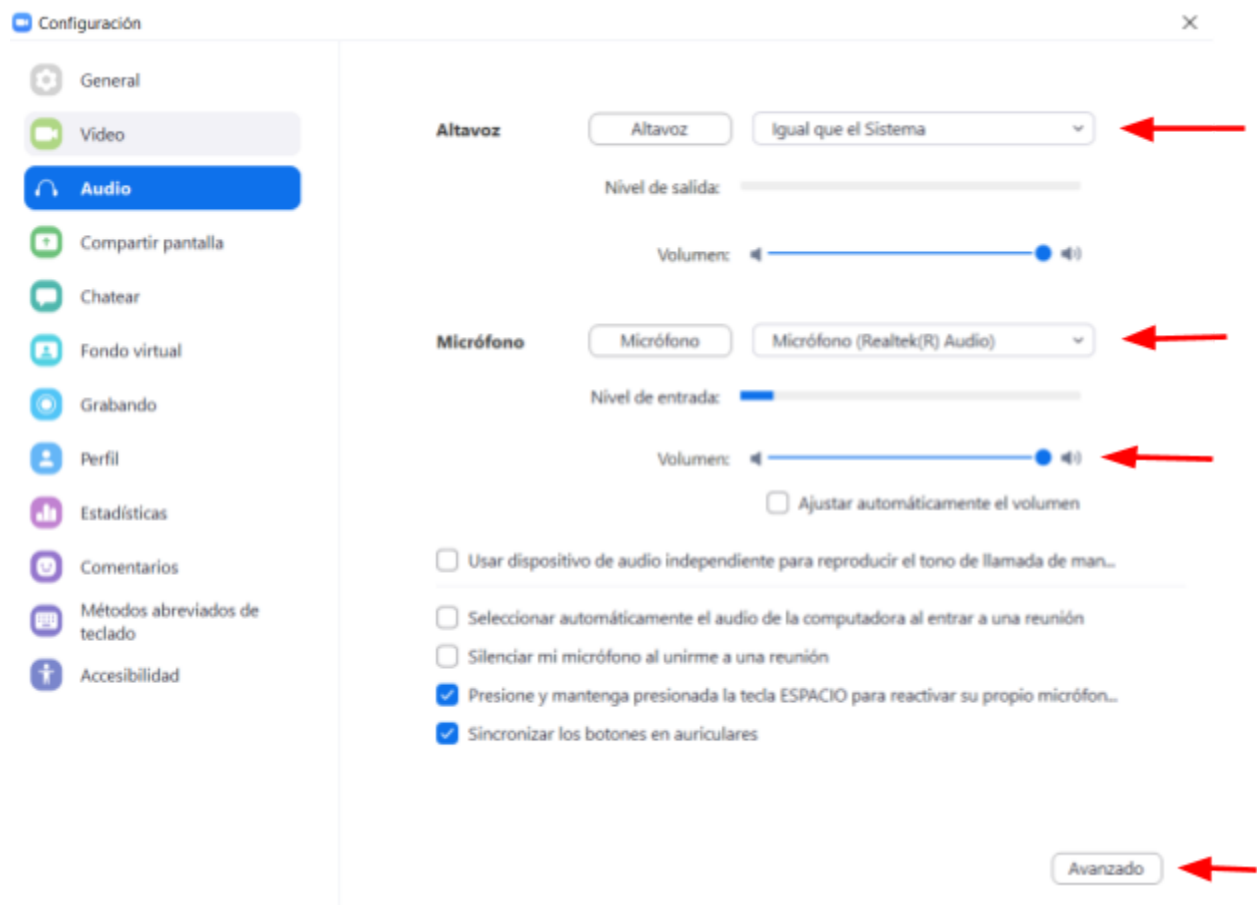 Configuración
General
Vídeo
Audio
Compartir pantalla
Chatear
Fondo virtual
Grabando
Perfil
Estadísticas
Comentarios
Métodos abreviados de
teclado
Accesibilidad
Altavoz Altavoz Igual que el Sistema
Nivel de salida:
Volumen:
Micrófono Micrófono Micrófono (Realtek(R) Audio)
Nivel de entrada:
Volumen:
Ajustar automáticamente el volumen
Usar dispositivo de audio independiente para reproducir el tono de llamada de man...
Seleccionar automáticamente el audio de la computadora al entrar a una reunión
Silenciar mi micrófono al unirme a una reunión
Presione y mantenga presionada la tecla ESPACIO para reactivar su propio micrófon...
Sincronizar los botones en auriculares
Avanzado